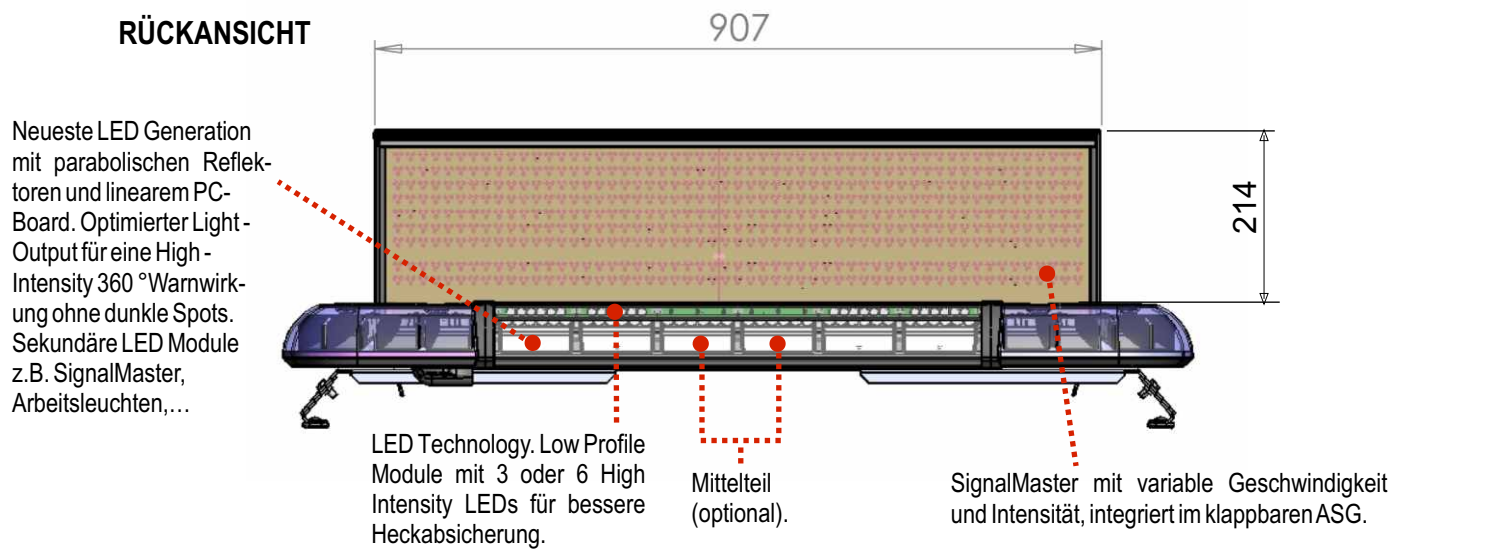 RÜCKANSICHT
907
Neueste LED Generation
mit parabolischen Reflek-
toren und linearem PC-
Board. Optimierter Light -
Output für eine High -
Intensity 360 °Warnwirk-
ung ohne dunkle Spots.
Sekundäre LED Module
z.B. SignalMaster,
Arbeitsleuchten,…
214
LED Technology. Low Profile
Module mit 3 oder 6 High
Intensity LEDs für bessere
Heckabsicherung.
Mittelteil
(optional).
SignalMaster mit variable Geschwindigkeit
und Intensität, integriert im klappbaren ASG.